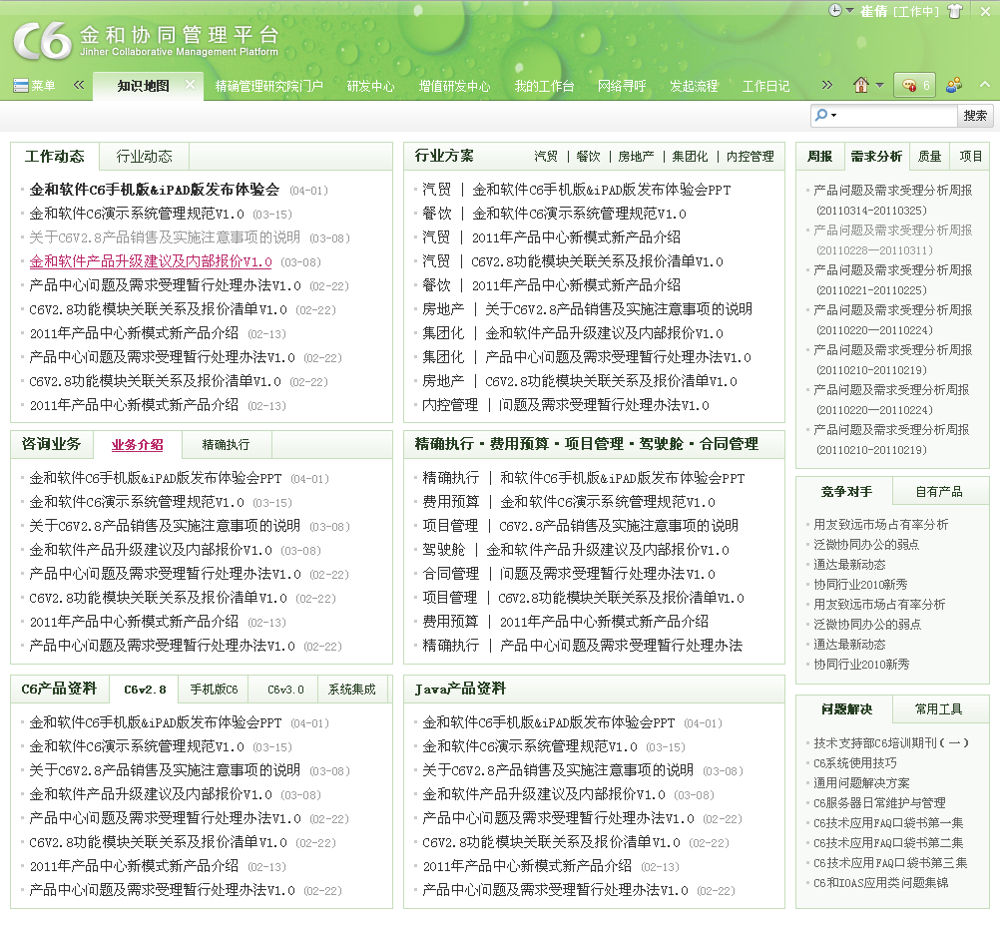 崔倩 [工作中]
C6 金和协同管理平台
Jinher Collaborative Management Platform
菜单 知识地图 精确管理研究院门户 研发中心 增值研发中心 我的工作台 网络寻呼 发起流程 工作日记 6
搜索
工作动态 行业动态
金和软件C6手机版&iPAD版发布体验会 (04-01)
金和软件C6演示系统管理规范V1.0 (03-15)
关于C6V2.8产品销售及实施注意事项的说明 (03-08)
金和软件产品升级建议及内部报价V1.0 (03-08)
产品中心问题及需求受理暂行处理办法V1.0 (02-22)
C6V2.8功能模块关联关系及报价清单V1.0 (02-22)
2011年产品中心新模式新产品介绍 (02-13)
产品中心问题及需求受理暂行处理办法V1.0 (02-22)
C6V2.8功能模块关联关系及报价清单V1.0 (02-22)
2011年产品中心新模式新产品介绍 (02-13)
行业方案 汽贸 | 餐饮 | 房地产 | 集团化 | 内控管理
汽贸 | 金和软件C6手机版&iPAD版发布体验会PPT
餐饮 | 金和软件C6演示系统管理规范V1.0
汽贸 | 2011年产品中心新模式新产品介绍
汽贸 | C6V2.8功能模块关联关系及报价清单V1.0
餐饮 | 2011年产品中心新模式新产品介绍
房地产 | 关于C6V2.8产品销售及实施注意事项的说明
集团化 | 金和软件产品升级建议及内部报价V1.0
集团化 | 产品中心问题及需求受理暂行处理办法V1.0
房地产 | C6V2.8功能模块关联关系及报价清单V1.0
内控管理 | 问题及需求受理暂行处理办法V1.0
周报 需求分析 质量 项目
产品问题及需求受理分析周报
(20110314-20110325)
产品问题及需求受理分析周报
(20110228—20110311)
产品问题及需求受理分析周报
(20110221-20110225)
产品问题及需求受理分析周报
(20110220—20110224)
产品问题及需求受理分析周报
(20110210-20110219)
产品问题及需求受理分析周报
(20110220—20110224)
产品问题及需求受理分析周报
(20110210-20110219)
咨询业务 业务介绍 精确执行
金和软件C6手机版&iPAD版发布体验会PPT (04-01)
金和软件C6演示系统管理规范V1.0 (03-15)
关于C6V2.8产品销售及实施注意事项的说明 (03-08)
金和软件产品升级建议及内部报价V1.0 (03-08)
产品中心问题及需求受理暂行处理办法V1.0 (02-22)
C6V2.8功能模块关联关系及报价清单V1.0 (02-22)
2011年产品中心新模式新产品介绍 (02-13)
产品中心问题及需求受理暂行处理办法V1.0 (02-22)
精确执行·费用预算·项目管理·驾驶舱·合同管理
精确执行 | 和软件C6手机版&iPAD版发布体验会PPT
费用预算 | 金和软件C6演示系统管理规范V1.0
项目管理 | C6V2.8产品销售及实施注意事项的说明
驾驶舱 | 金和软件产品升级建议及内部报价V1.0
合同管理 | 问题及需求受理暂行处理办法V1.0
项目管理 | C6V2.8功能模块关联关系及报价清单V1.0
费用预算 | 2011年产品中心新模式新产品介绍
精确执行 | 产品中心问题及需求受理暂行处理办法
竞争对手 自有产品
用友致远市场占有率分析
泛微协同办公的弱点
通达最新动态
协同行业2010新秀
用友致远市场占有率分析
泛微协同办公的弱点
通达最新动态
协同行业2010新秀
C6产品资料 C6v2.8 手机版C6 C6v3.0 系统集成
金和软件C6手机版&iPAD版发布体验会PPT (04-01)
金和软件C6演示系统管理规范V1.0 (03-15)
关于C6V2.8产品销售及实施注意事项的说明 (03-08)
金和软件产品升级建议及内部报价V1.0 (03-08)
产品中心问题及需求受理暂行处理办法V1.0 (02-22)
C6V2.8功能模块关联关系及报价清单V1.0 (02-22)
2011年产品中心新模式新产品介绍 (02-13)
产品中心问题及需求受理暂行处理办法V1.0 (02-22)
Java产品资料
金和软件C6手机版&iPAD版发布体验会PPT (04-01)
金和软件C6演示系统管理规范V1.0 (03-15)
关于C6V2.8产品销售及实施注意事项的说明 (03-08)
金和软件产品升级建议及内部报价V1.0 (03-08)
产品中心问题及需求受理暂行处理办法V1.0 (02-22)
C6V2.8功能模块关联关系及报价清单V1.0 (02-22)
2011年产品中心新模式新产品介绍 (02-13)
产品中心问题及需求受理暂行处理办法V1.0 (02-22)
问题解决 常用工具
技术支持部C6培训期刊(一)
C6系统使用技巧
通用问题解决方案
C6服务器日常维护与管理
C6技术应用FAQ口袋书第一集
C6技术应用FAQ口袋书第二集
C6技术应用FAQ口袋书第三集
C6和IOAS应用类问题集锦